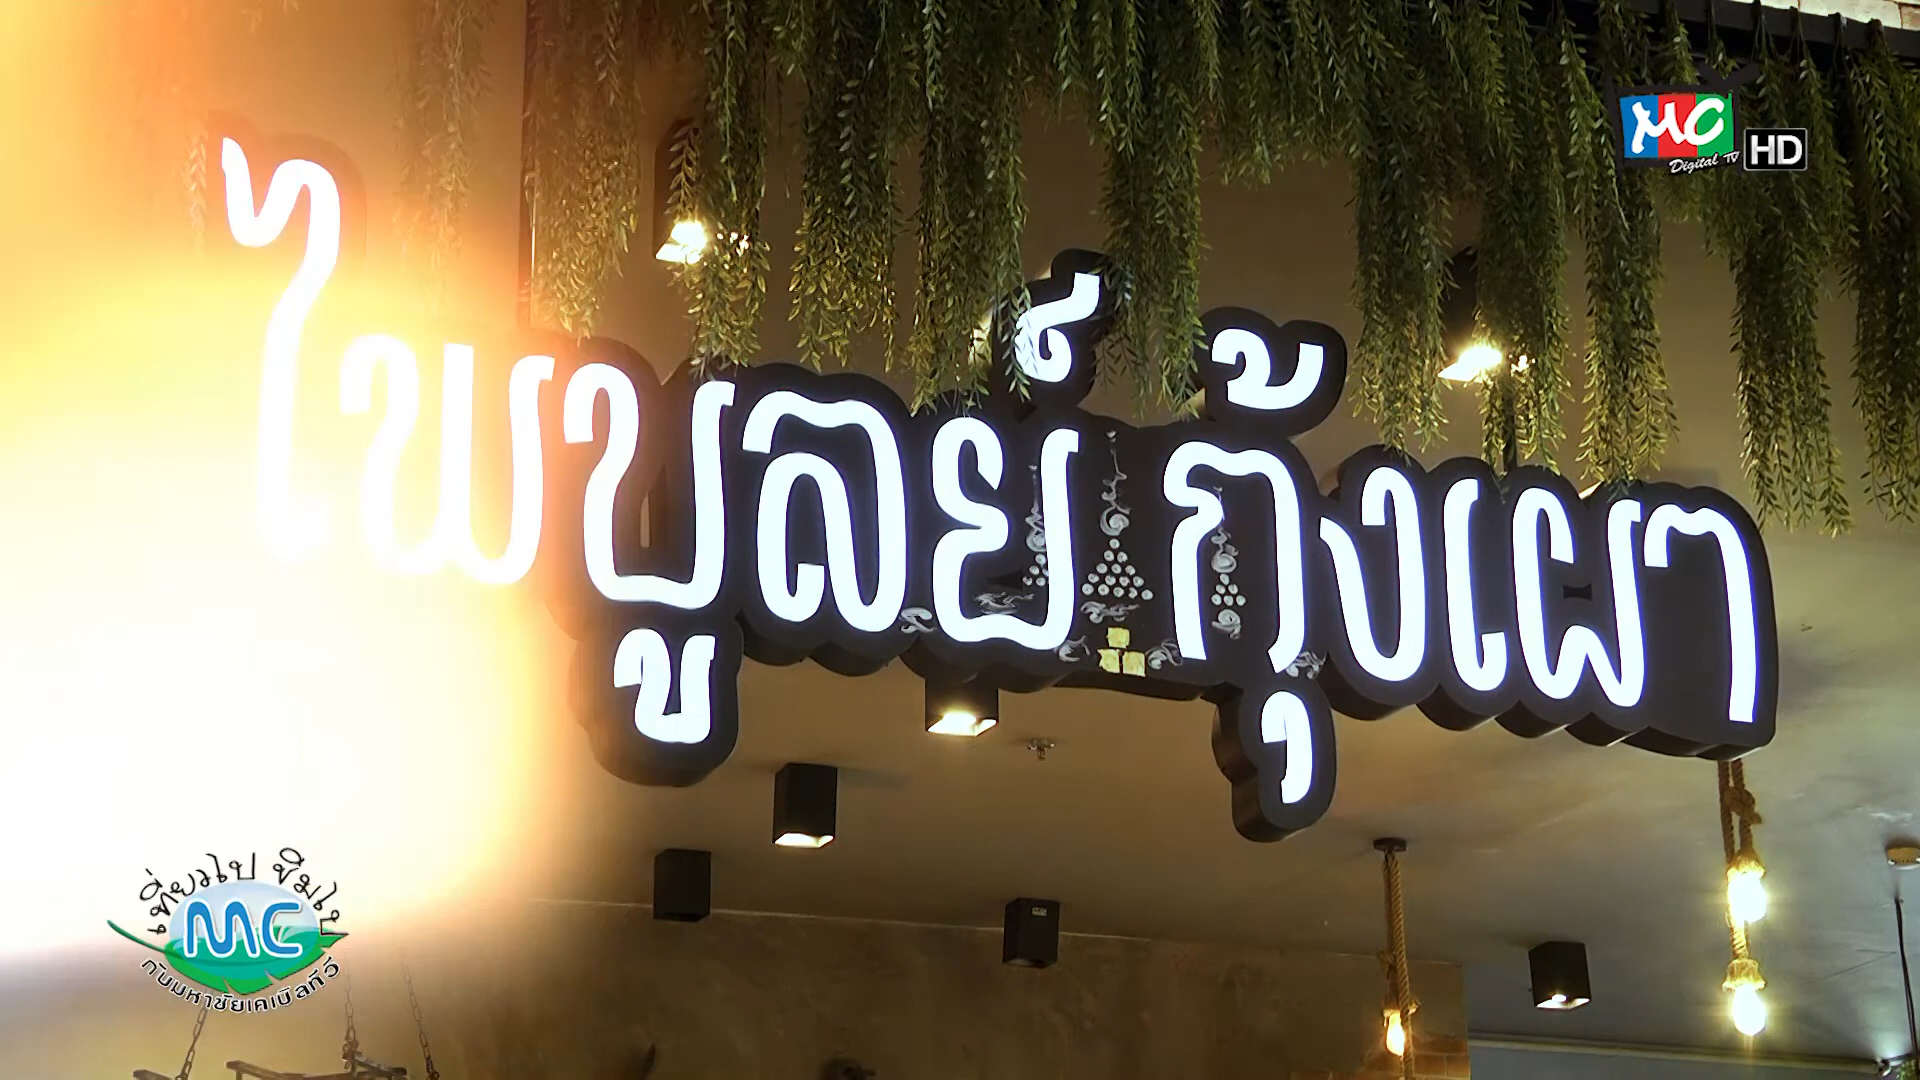 MC
Digital TV HD
ไพบูลย์ กุ้งเผา
เที่ยวไป ชิมไป
MC
กับมหาชัยเคเบิลทีวี